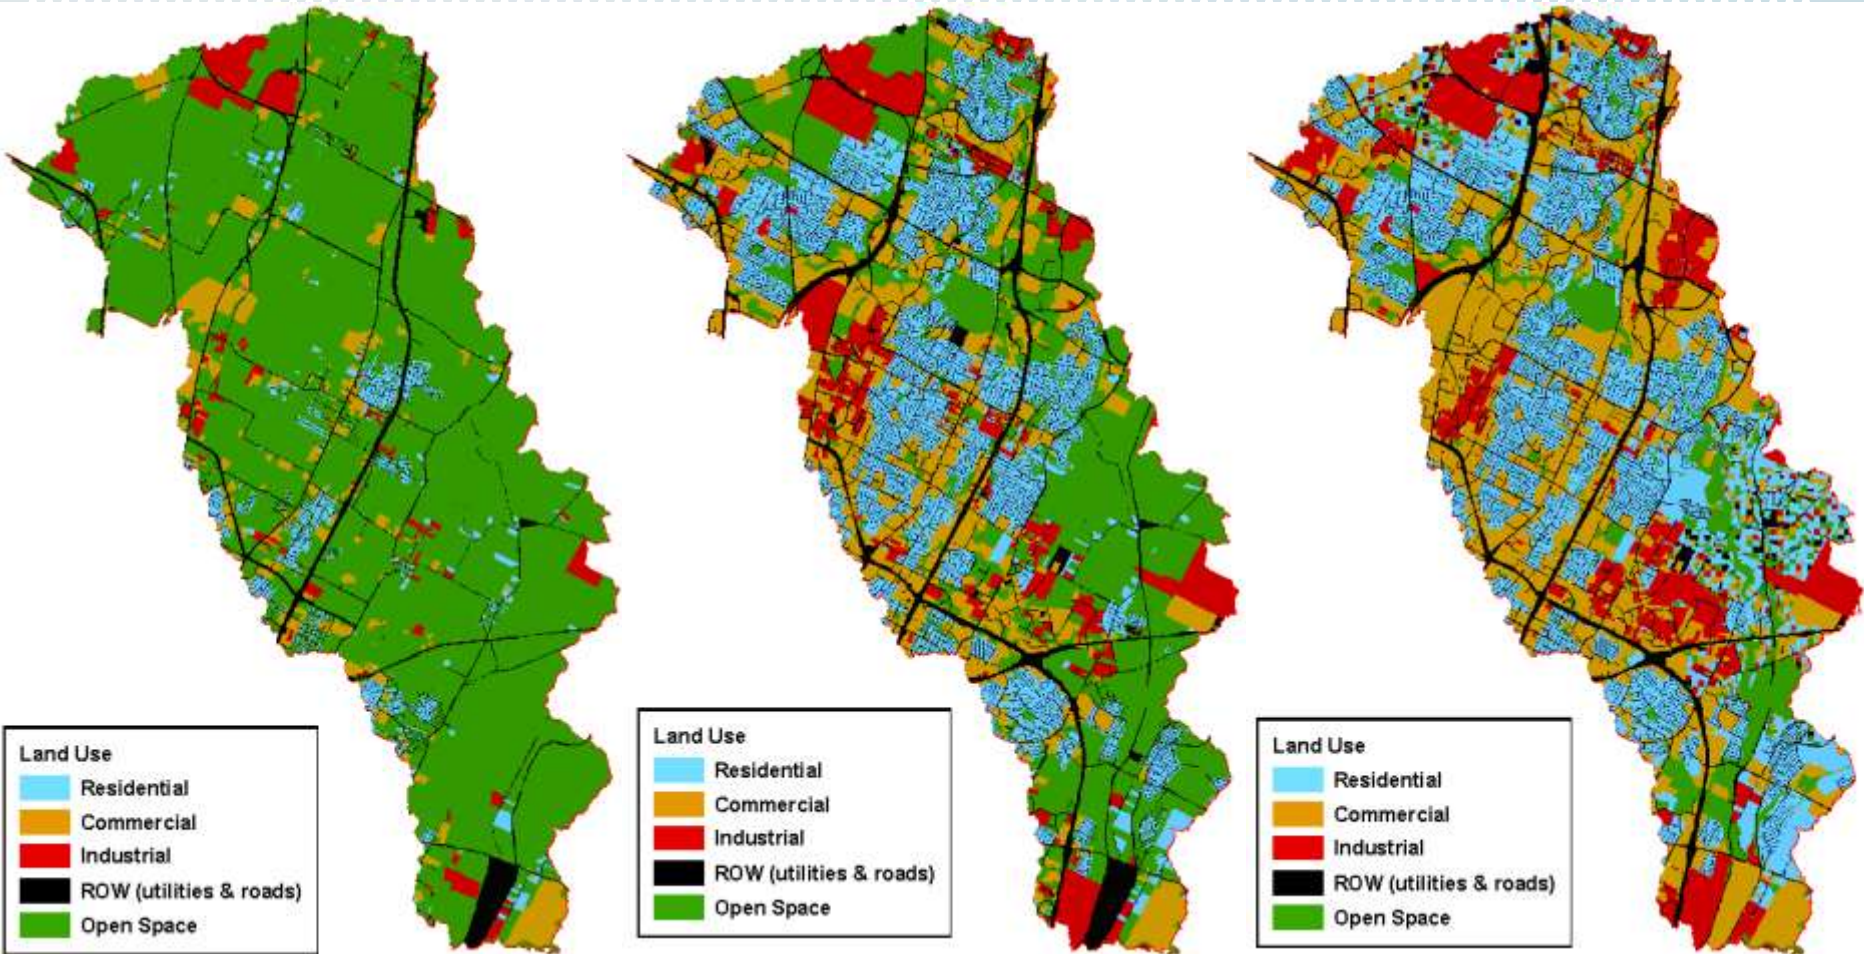 Land Use
Residential
Commercial
Industrial
ROW (utilities & roads)
Open Space
Land Use
Residential
Commercial
Industrial
ROW (utilities & roads)
Open Space
Land Use
Residential
Commercial
Industrial
ROW (utilities & roads)
Open Space